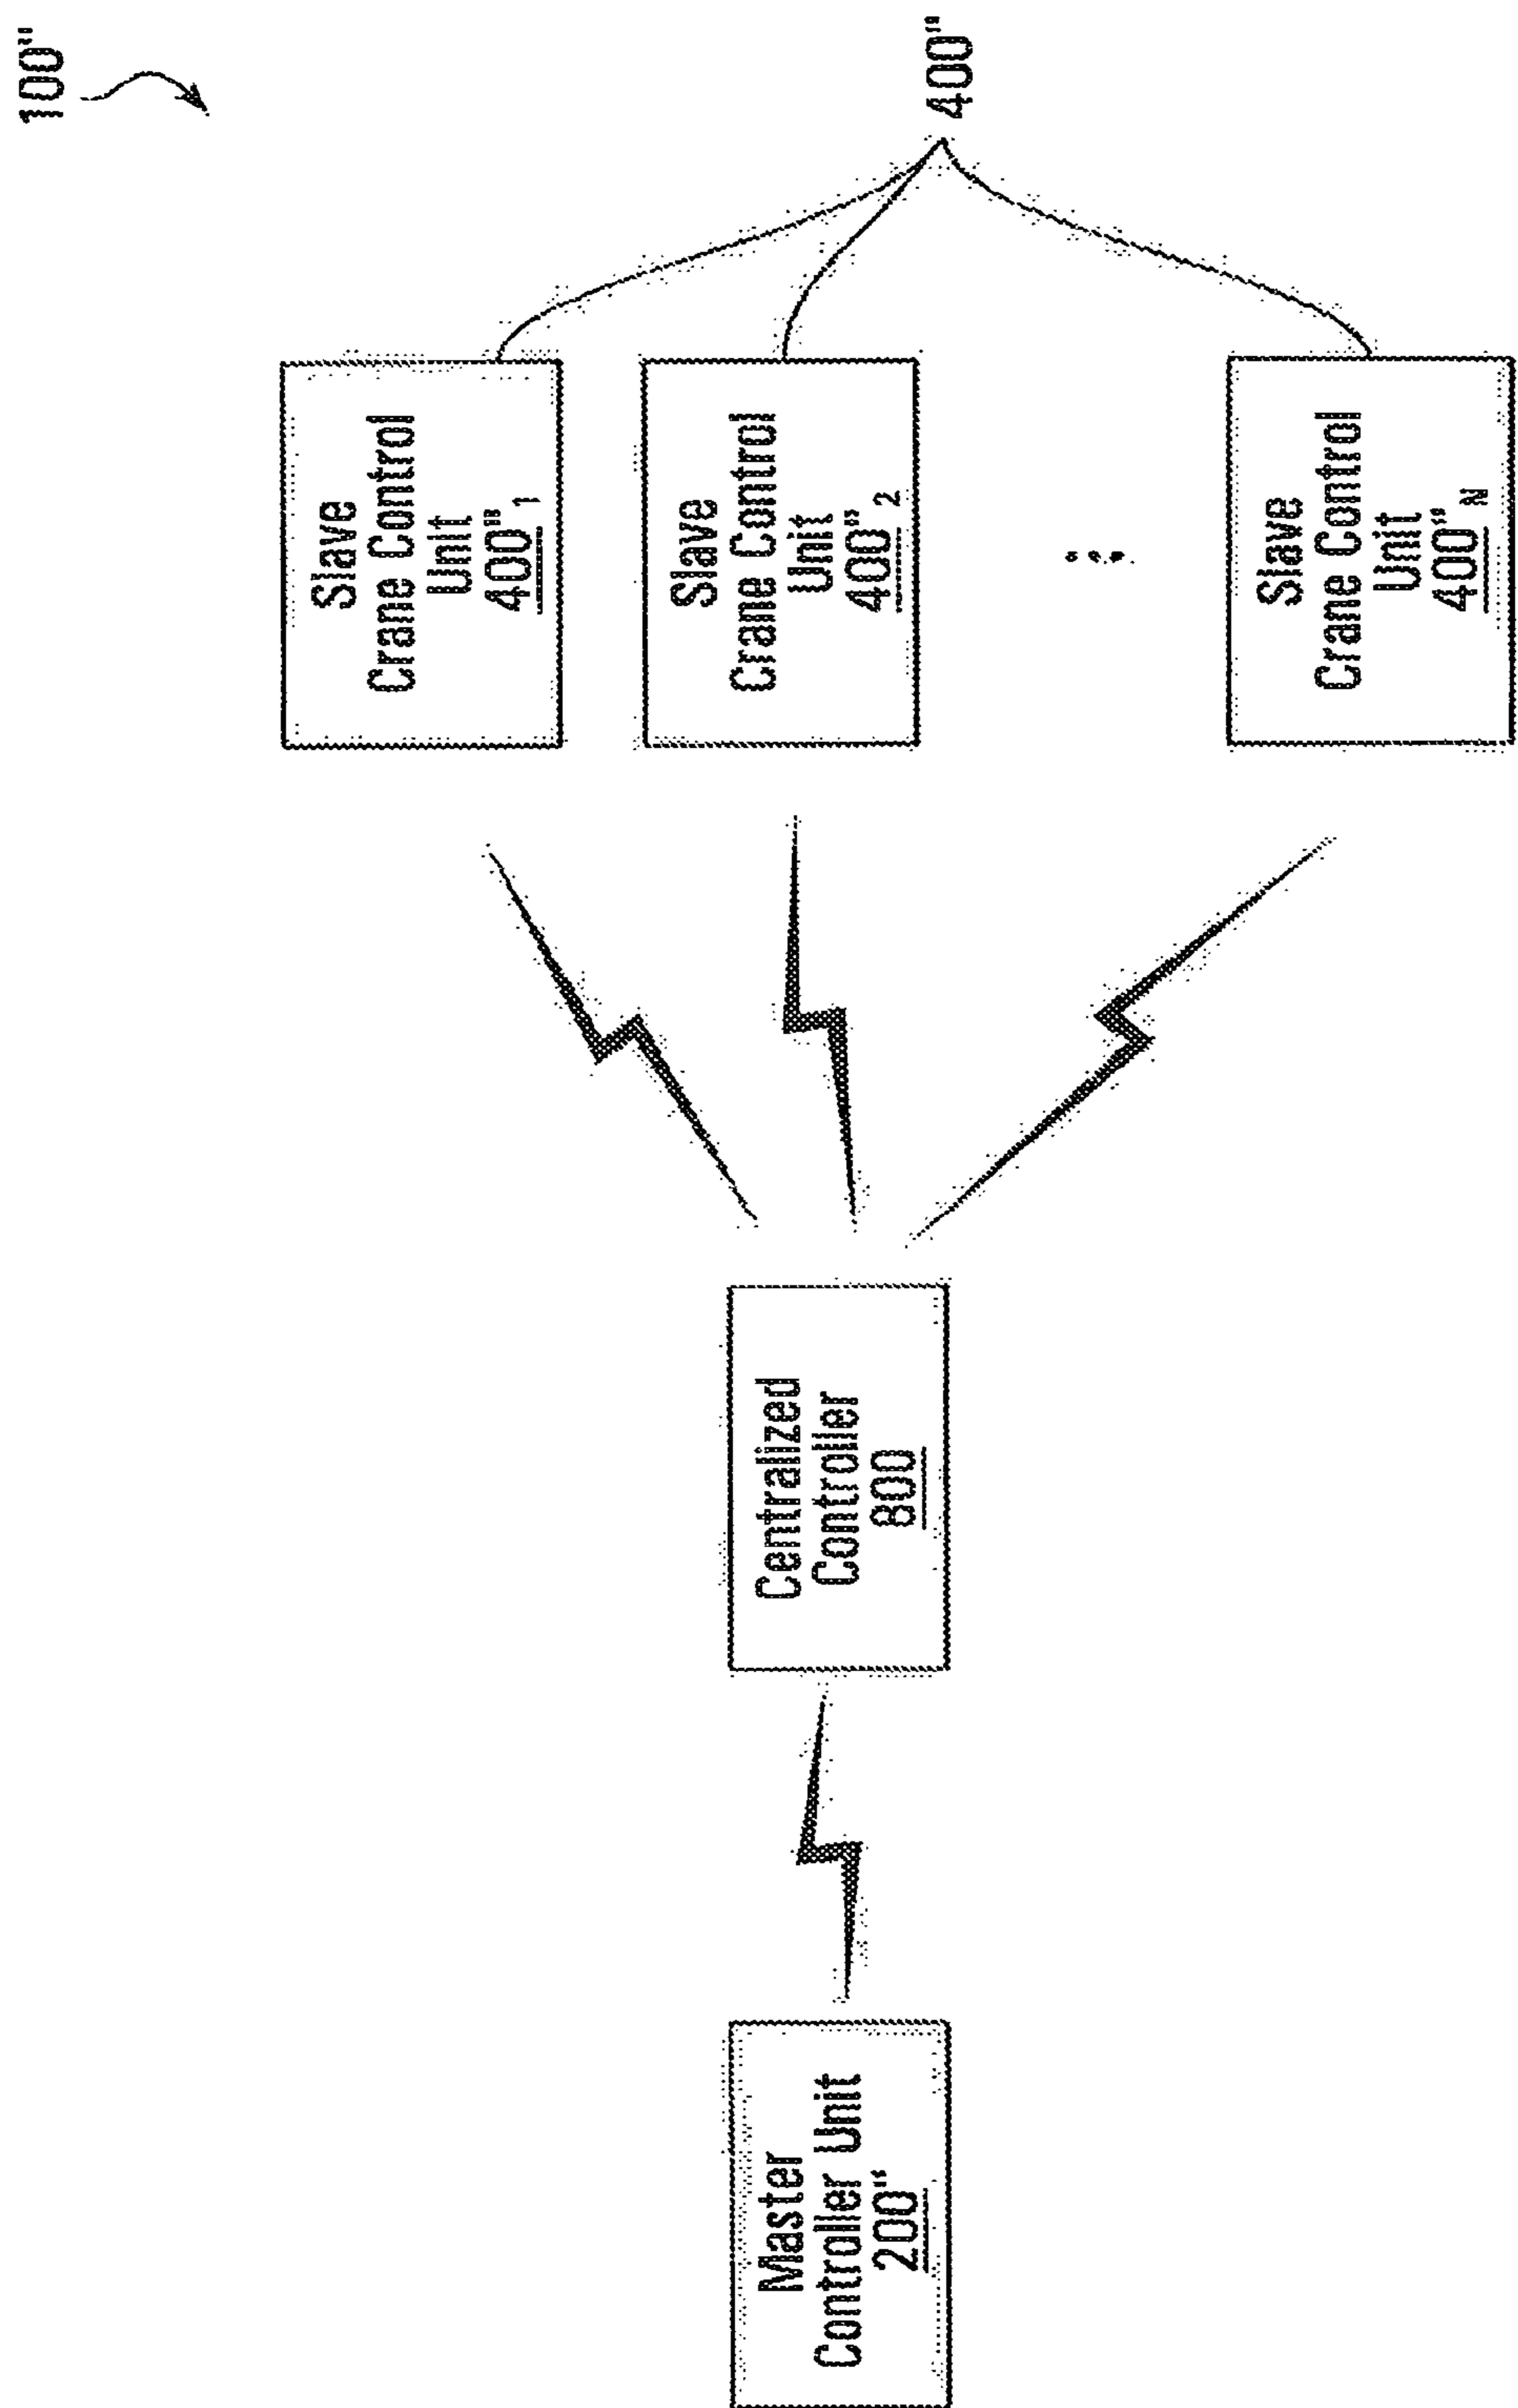 100"
Slave
Crane Control
Unit
400"1
Slave
Crane Control
Unit
400"2
...
Slave
Crane Control
Unit
400"N
400"
Centralized
Controller
800
Master
Controller Unit
200"